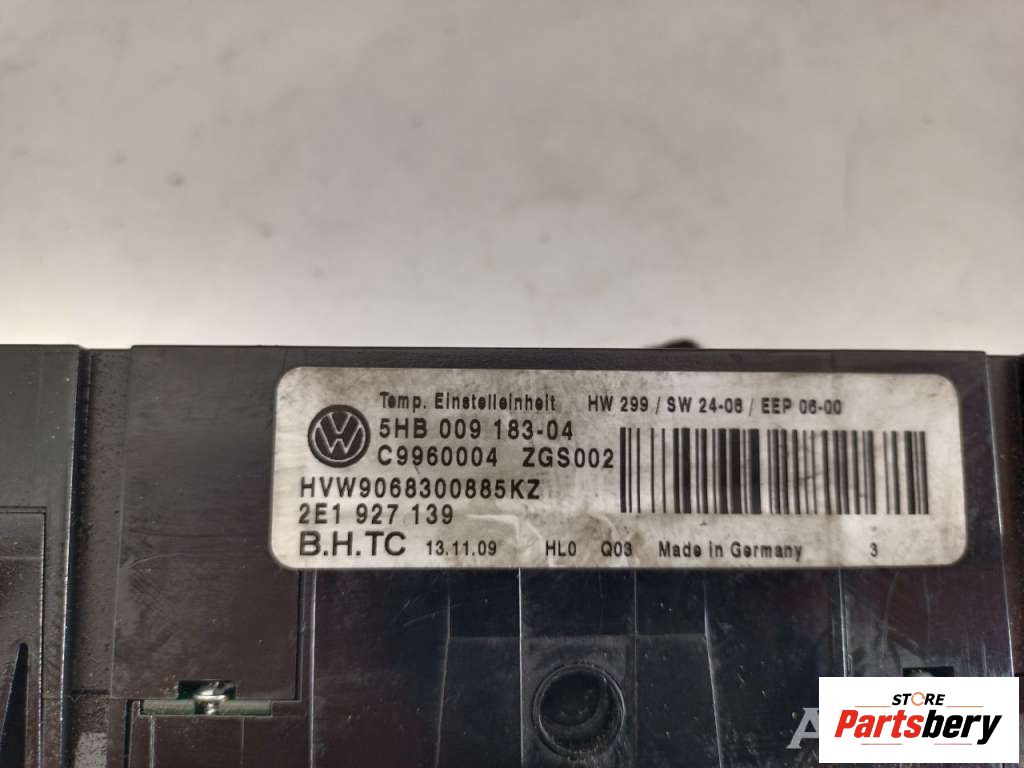 Temp. Einstelleinheit HW 299 / SW 24-06 / EEP 06-00
5HB 009 183-04
C9960004 ZGS002
HVW9068300885KZ
2E1 927 139
B.H.TC 13.11.09 HL0 Q03 Made in Germany 3
STORE
Partsbery